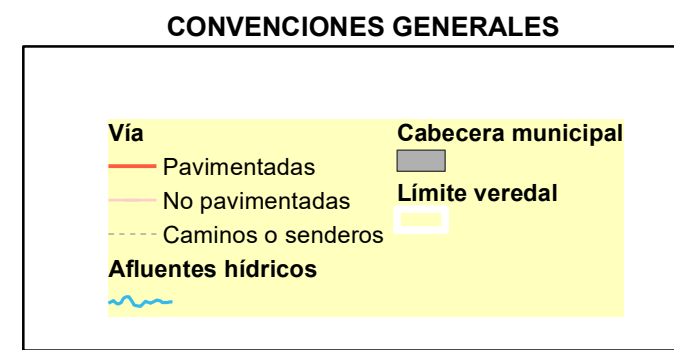 CONVENCIONES GENERALES
Vía
Pavimentadas
No pavimentadas
Caminos o senderos
Afluentes hídricos
Cabecera municipal
Límite veredal